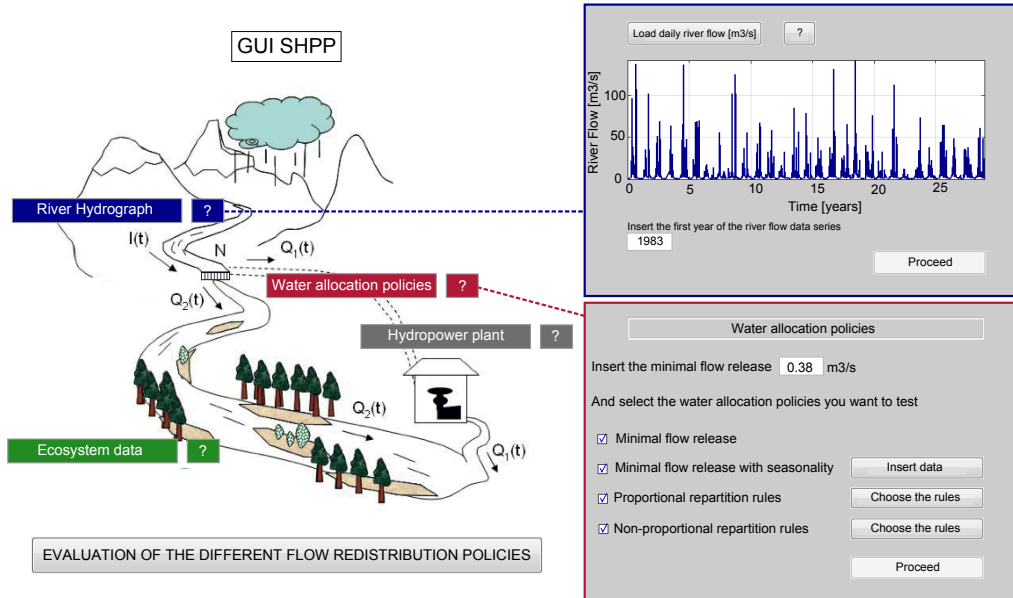 GUI SHPP
River Hydrograph ?
I(t)
N
Q1(t)
Water allocation policies ?
Q2(t)
Hydropower plant ?
Q2(t)
Ecosystem data ?
Q1(t)
EVALUATION OF THE DIFFERENT FLOW REDISTRIBUTION POLICIES
Load daily river flow [m3/s] ?
River Flow [m3/s]
100
50
0
0 5 10 15 20 25
Time [years]
Insert the first year of the river flow data series
1983
Proceed
Water allocation policies
Insert the minimal flow release 0.38 m3/s
And select the water allocation policies you want to test
Minimal flow release
Minimal flow release with seasonality Insert data
Proportional repartition rules Choose the rules
Non-proportional repartition rules Choose the rules
Proceed